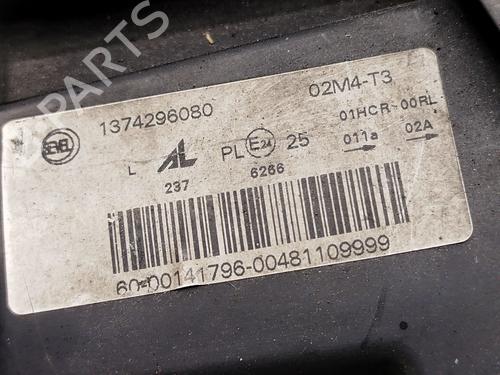 PARTS
1374296080
02M4-T3
L AL PL E24 25
01HCR-00RL
011a 02A
237
6266
60-00141796-00481109999